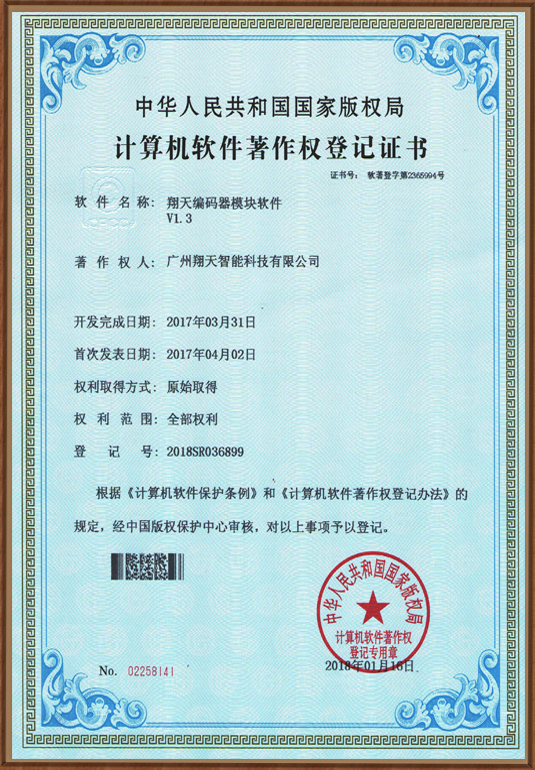 中华人民共和国国家版权局
计算机软件著作权登记证书
证书号: 软著登字第2365994号
软件名称: 翔天编码器模块软件
V1.3
著作权人: 广州翔天智能科技有限公司
开发完成日期: 2017年03月31日
首次发表日期: 2017年04月02日
权利取得方式: 原始取得
权利范围: 全部权利
登记号: 2018SR036899
根据《计算机软件保护条例》和《计算机软件著作权登记办法》的
规定，经中国版权保护中心审核，对以上事项予以登记。
中华人民共和国国家版权局
计算机软件著作权
登记专用章
2018年01月16日
No. 02258141